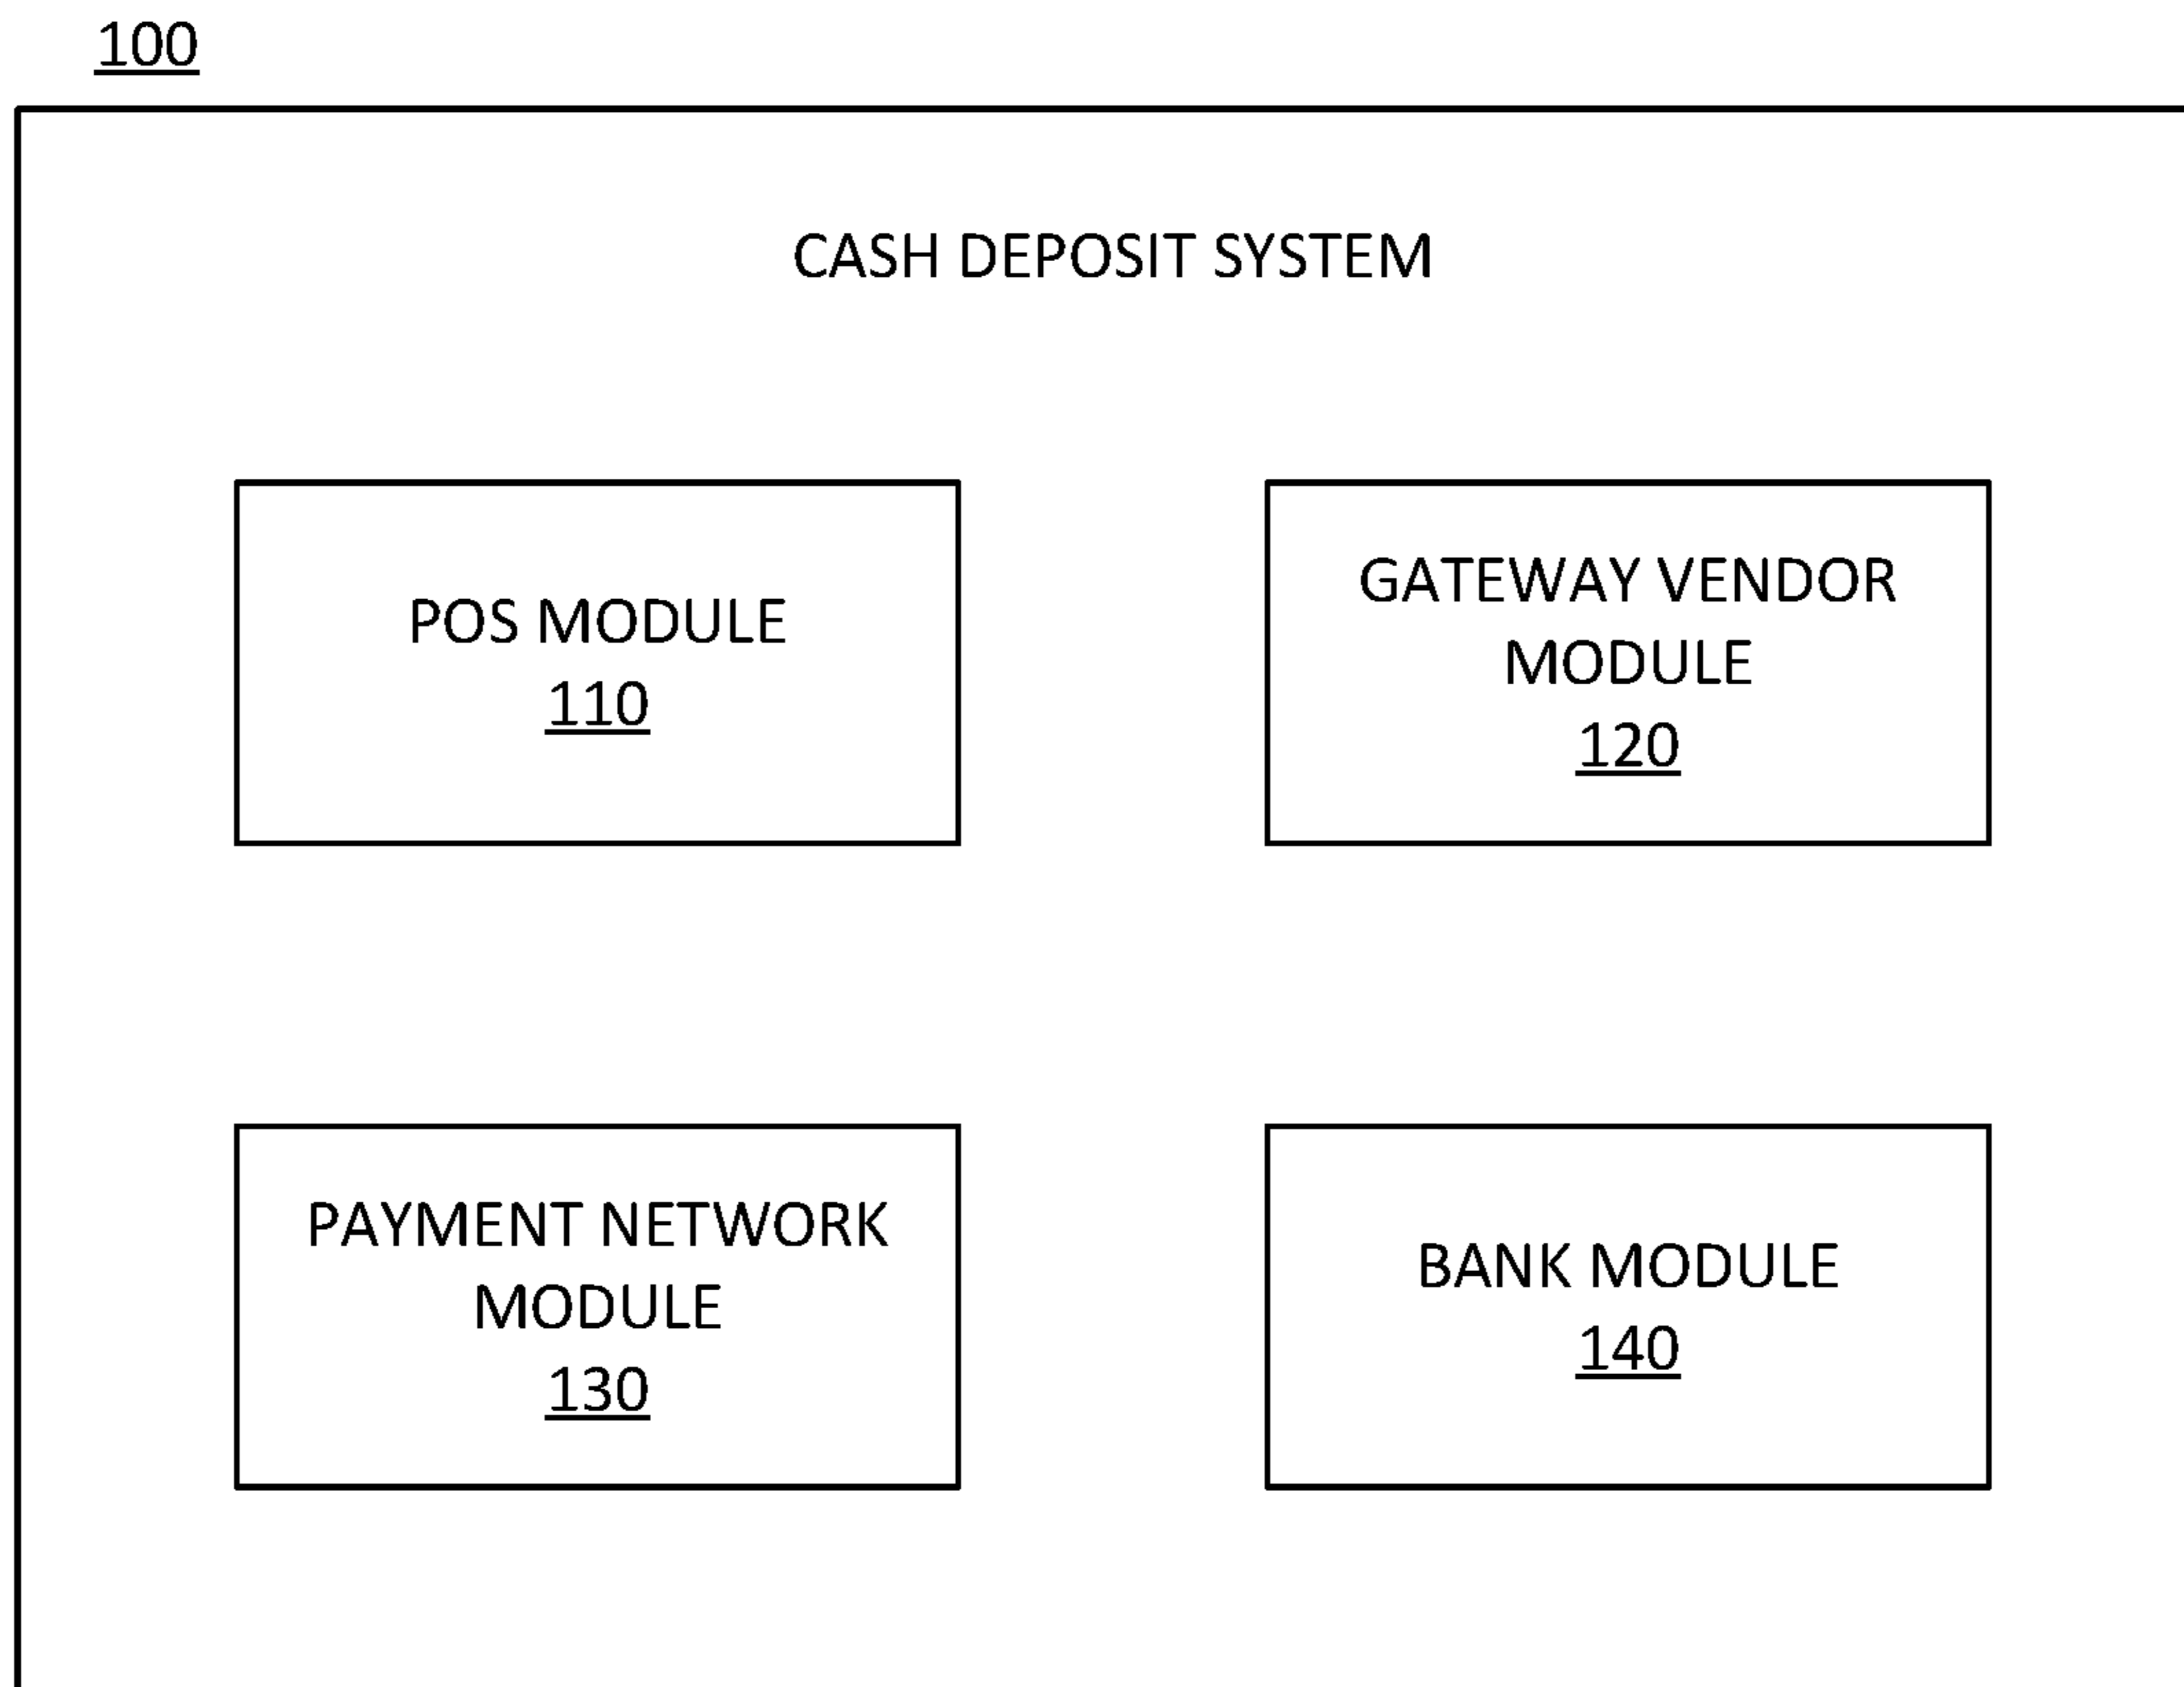 100
CASH DEPOSIT SYSTEM
POS MODULE
110
GATEWAY VENDOR
MODULE
120
PAYMENT NETWORK
MODULE
130
BANK MODULE
140